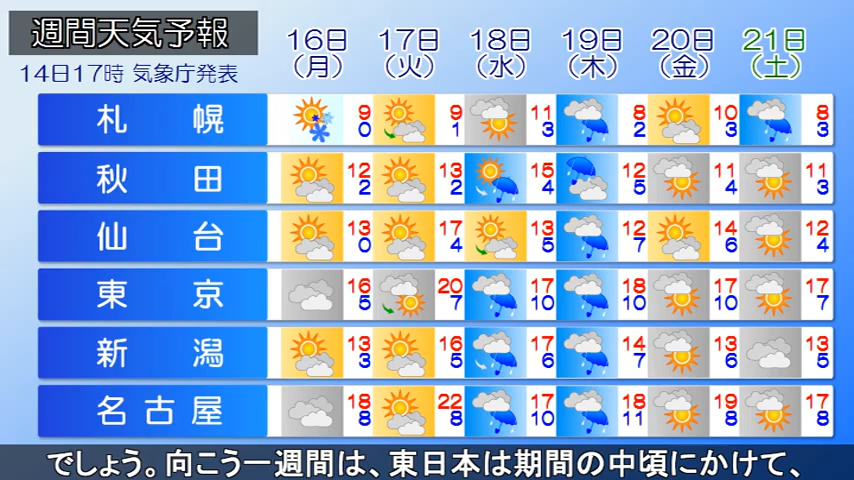 週間天気予報
14日17時 気象庁発表
16日 17日 18日 19日 20日 21日
(月) (火) (水) (木) (金) (土)
札幌 9 0 9 1 11 3 8 2 10 3 8 3
秋田 12 2 13 2 15 4 12 5 11 4 11 3
仙台 13 0 17 4 13 5 12 7 14 6 12 4
東京 16 5 20 7 17 10 18 10 17 10 17 7
新潟 13 3 16 5 17 6 14 7 13 6 13 5
名古屋 18 8 22 8 17 10 18 11 19 8 17 8
でしょう。向こう一週間は、東日本は期間の中頃にかけて、